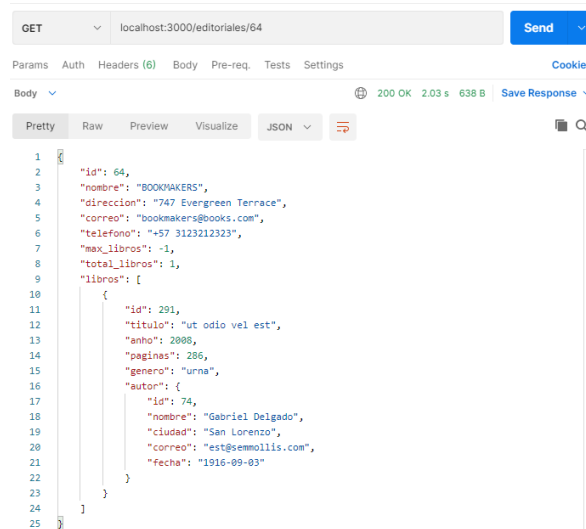 GET localhost:3000/editoriales/64 Send
Params Auth Headers (6) Body Pre-req. Tests Settings Cookie
Body 200 OK 2.03 s 638 B Save Response
Pretty Raw Preview Visualize JSON
1 {
2 "id": 64,
3 "nombre": "BOOKMAKERS",
4 "direccion": "747 Evergreen Terrace",
5 "correo": "bookmakers@books.com",
6 "telefono": "+57 3123212323",
7 "max_libros": -1,
8 "total_libros": 1,
9 "libros": [
10 {
11 "id": 291,
12 "titulo": "ut odio vel est",
13 "anho": 2008,
14 "paginas": 286,
15 "genero": "urna",
16 "autor": {
17 "id": 74,
18 "nombre": "Gabriel Delgado",
19 "ciudad": "San Lorenzo",
20 "correo": "est@semmollis.com",
21 "fecha": "1916-09-03"
22 }
23 }
24 ]
25 }